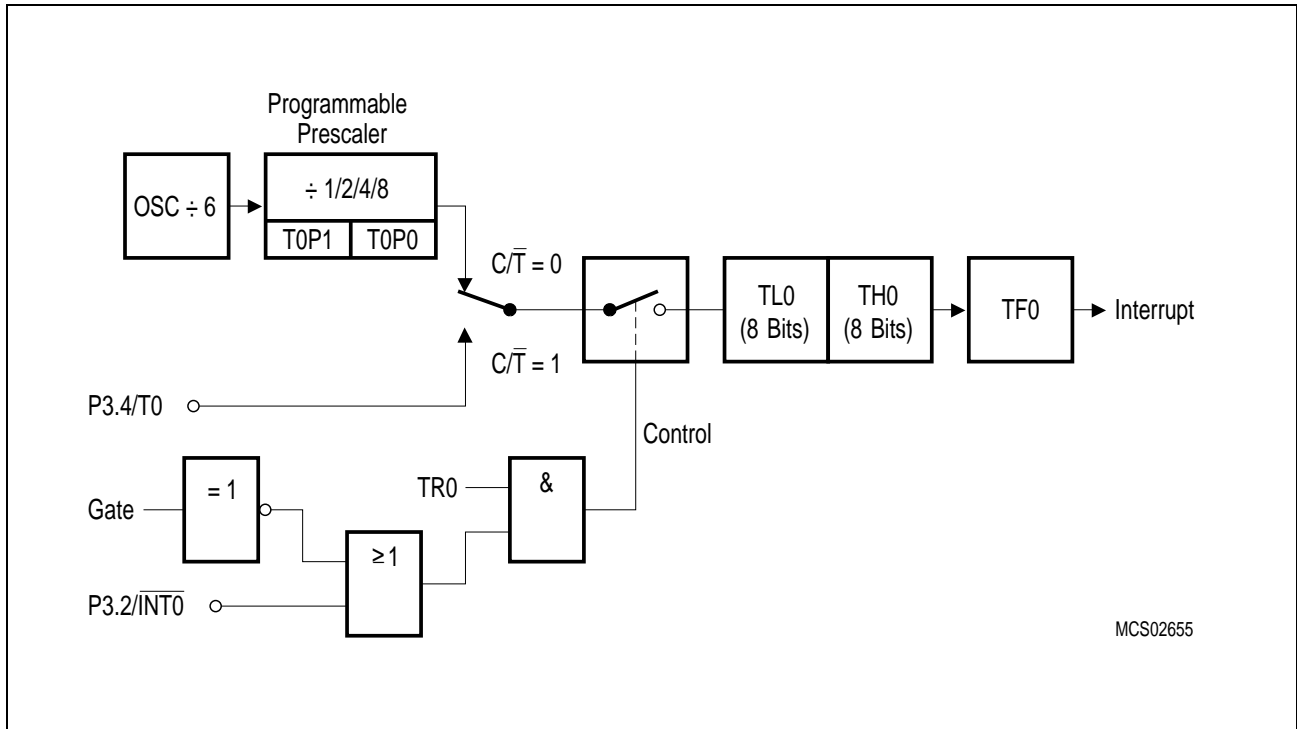 Programmable
Prescaler
OSC ÷ 6
÷ 1/2/4/8
T0P1
T0P0
C/T̅ = 0
TL0
(8 Bits)
TH0
(8 Bits)
TF0
Interrupt
C/T̅ = 1
P3.4/T0
Control
Gate
= 1
TR0
&
≥ 1
P3.2/I̅N̅T̅0̅
MCS02655